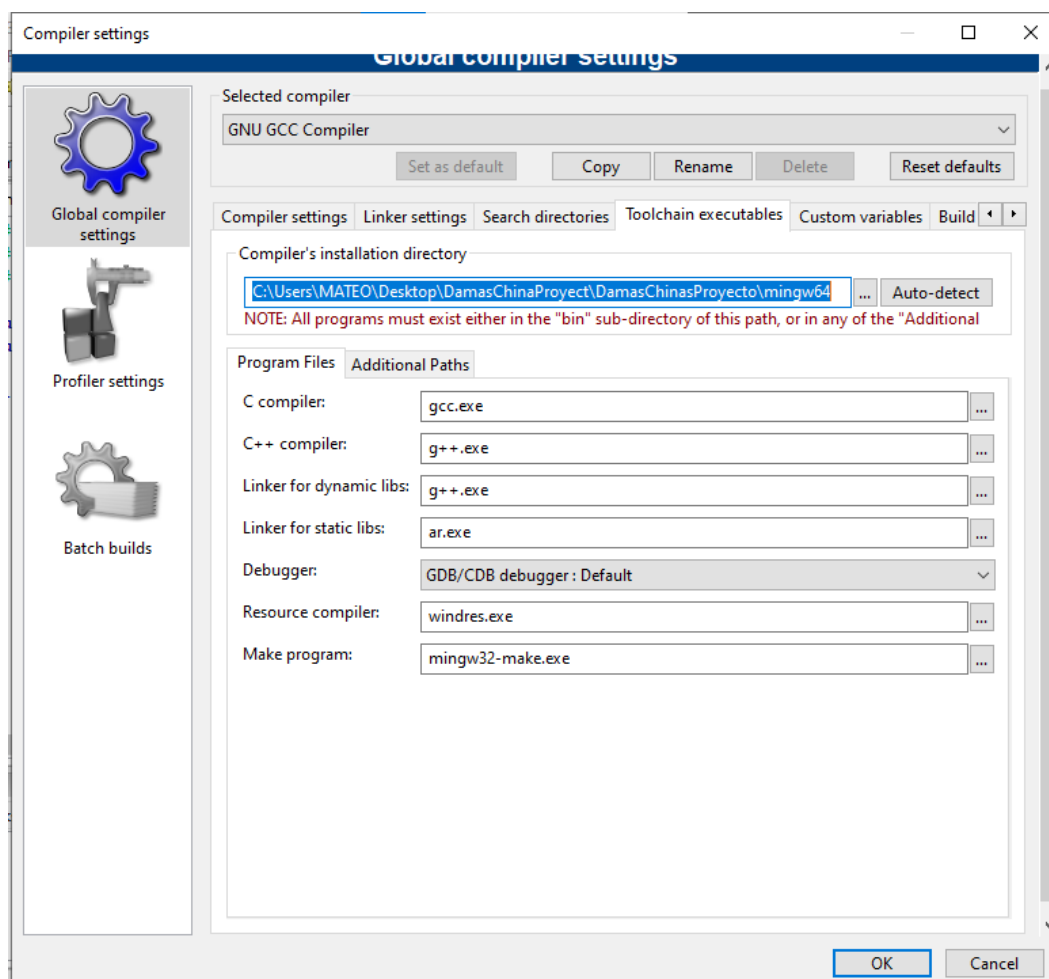 Compiler settings
Global compiler settings
Global compiler
settings
Profiler settings
Batch builds
Selected compiler
GNU GCC Compiler
Set as default Copy Rename Delete Reset defaults
Compiler settings Linker settings Search directories Toolchain executables Custom variables Build
Compiler's installation directory
C:\Users\MATEO\Desktop\DamasChinaProyect\DamasChinasProyecto\mingw64 ... Auto-detect
NOTE: All programs must exist either in the "bin" sub-directory of this path, or in any of the "Additional
Program Files Additional Paths
C compiler: gcc.exe ...
C++ compiler: g++.exe ...
Linker for dynamic libs: g++.exe ...
Linker for static libs: ar.exe ...
Debugger: GDB/CDB debugger : Default
Resource compiler: windres.exe ...
Make program: mingw32-make.exe ...
OK Cancel